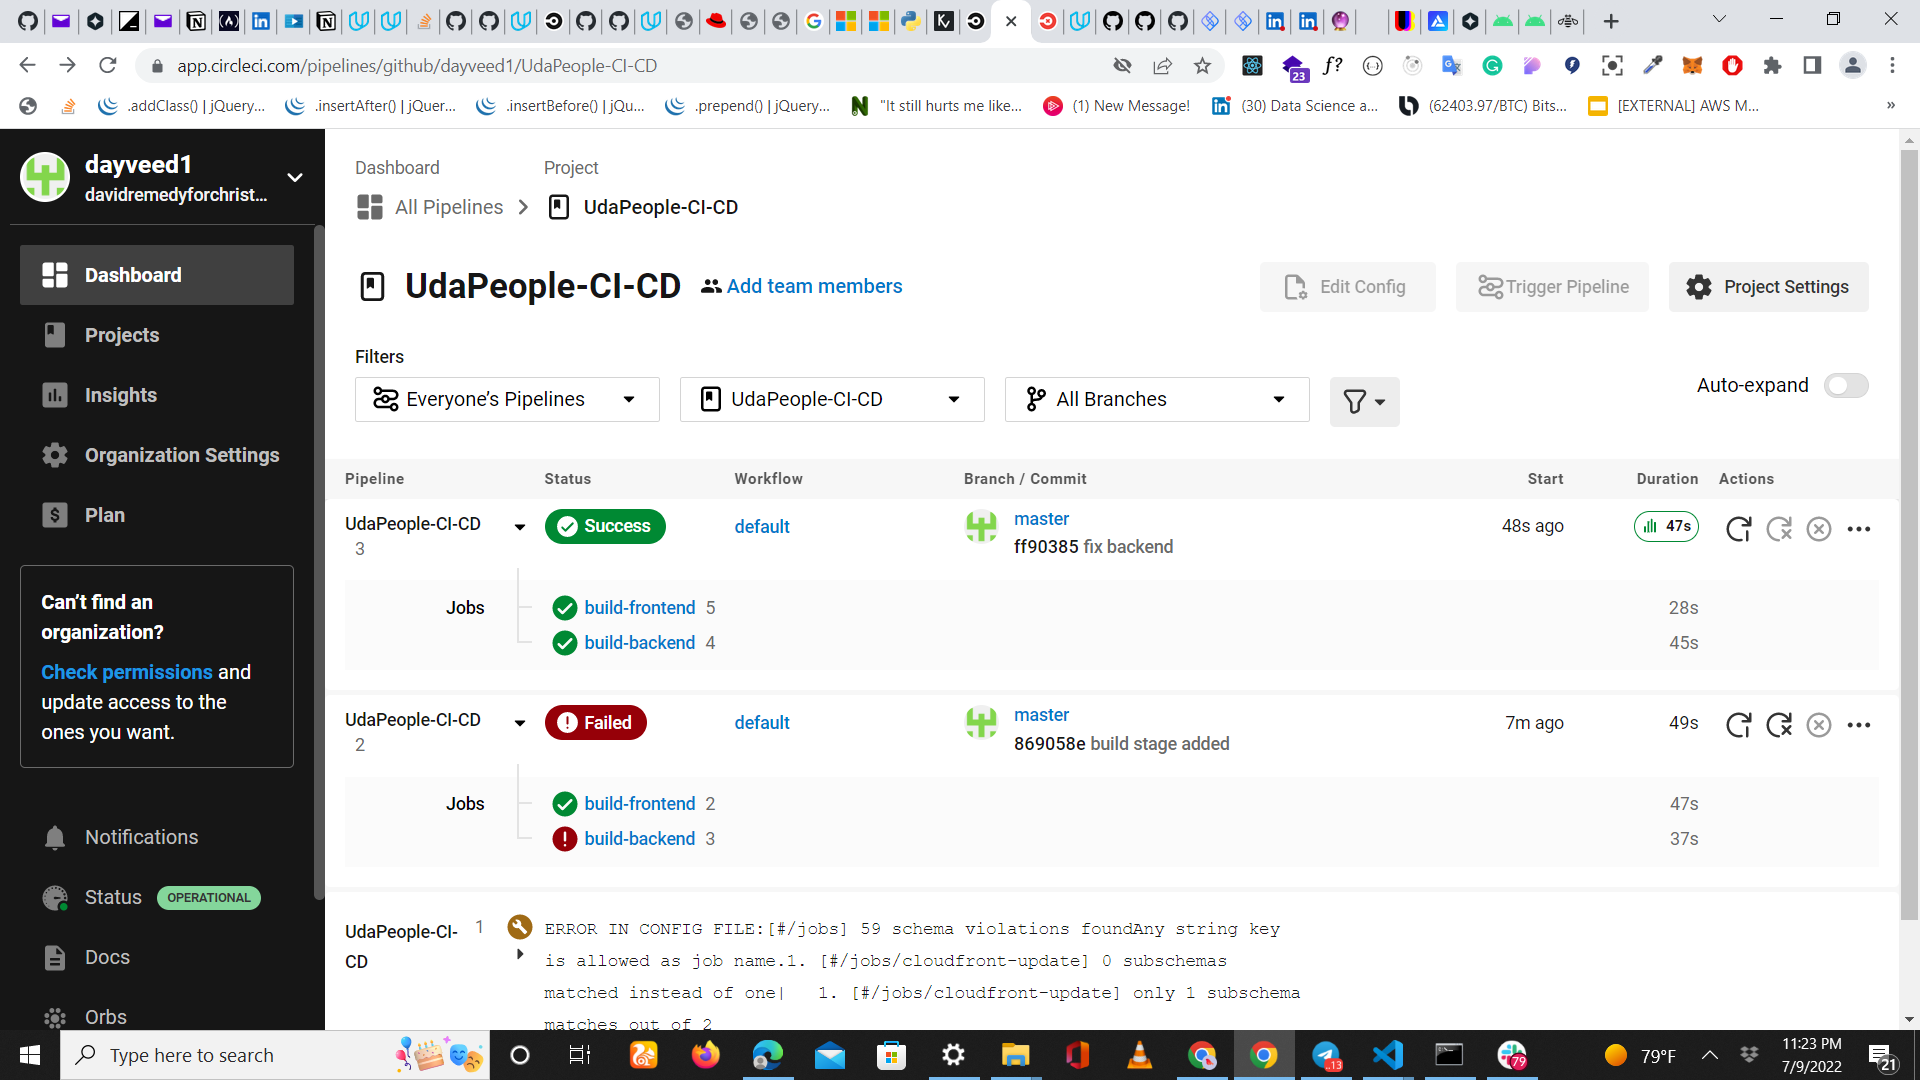 app.circleci.com/pipelines/github/dayveed1/UdaPeople-CI-CD
23
.addClass() | jQuery...
.insertAfter() | jQuer...
.insertBefore() | jQu...
.prepend() | jQuery...
"It still hurts me like...
(1) New Message!
(30) Data Science a...
(62403.97/BTC) Bits...
[EXTERNAL] AWS M...
»
dayveed1
davidremedyforchrist...
Dashboard
Projects
Insights
Organization Settings
Plan
Can't find an
organization?
Check permissions and
update access to the
ones you want.
Notifications
Status OPERATIONAL
Docs
Orbs
Dashboard Project
All Pipelines UdaPeople-CI-CD
UdaPeople-CI-CD Add team members
Edit Config Trigger Pipeline Project Settings
Filters
Everyone’s Pipelines UdaPeople-CI-CD All Branches
Auto-expand
Pipeline Status Workflow Branch / Commit Start Duration Actions
UdaPeople-CI-CD Success default master 48s ago 47s
3 ff90385 fix backend
Jobs build-frontend 5 28s
build-backend 4 45s
UdaPeople-CI-CD Failed default master 7m ago 49s
2 869058e build stage added
Jobs build-frontend 2 47s
build-backend 3 37s
UdaPeople-CI-
CD
1
ERROR IN CONFIG FILE:[#/jobs] 59 schema violations foundAny string key
is allowed as job name.1. [#/jobs/cloudfront-update] 0 subschemas
matched instead of one| 1. [#/jobs/cloudfront-update] only 1 subschema
matches out of 2
Type here to search
13
79
79°F
11:23 PM
7/9/2022
21